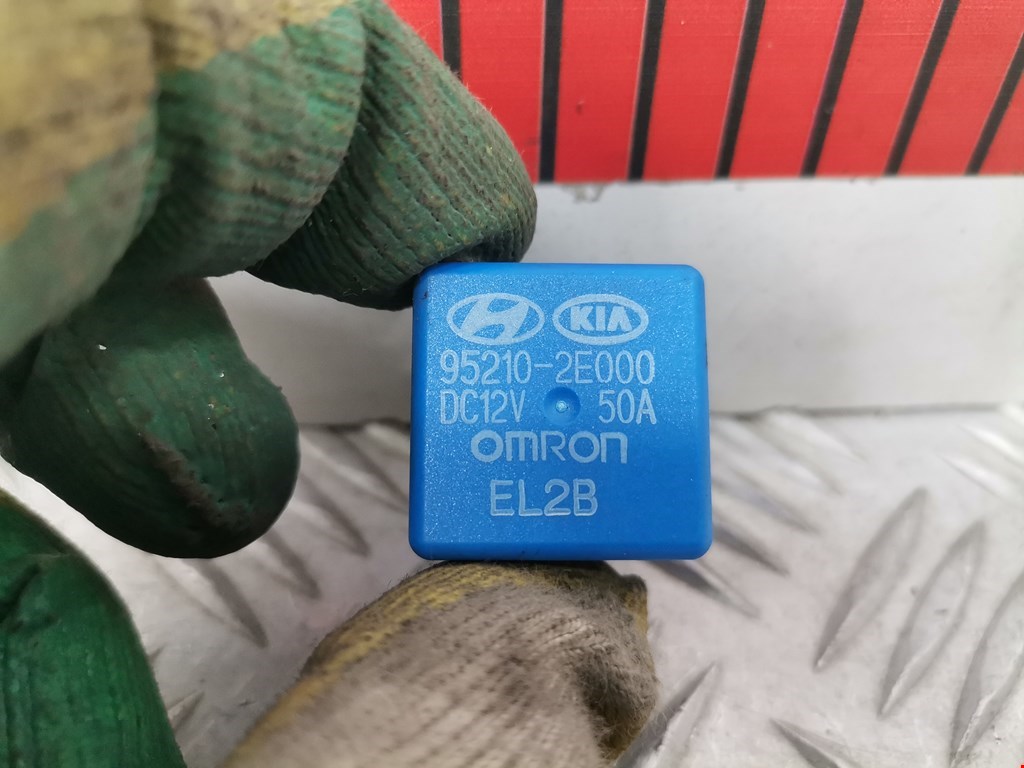 KIA
95210-2E000
DC12V 50A
omron
EL2B